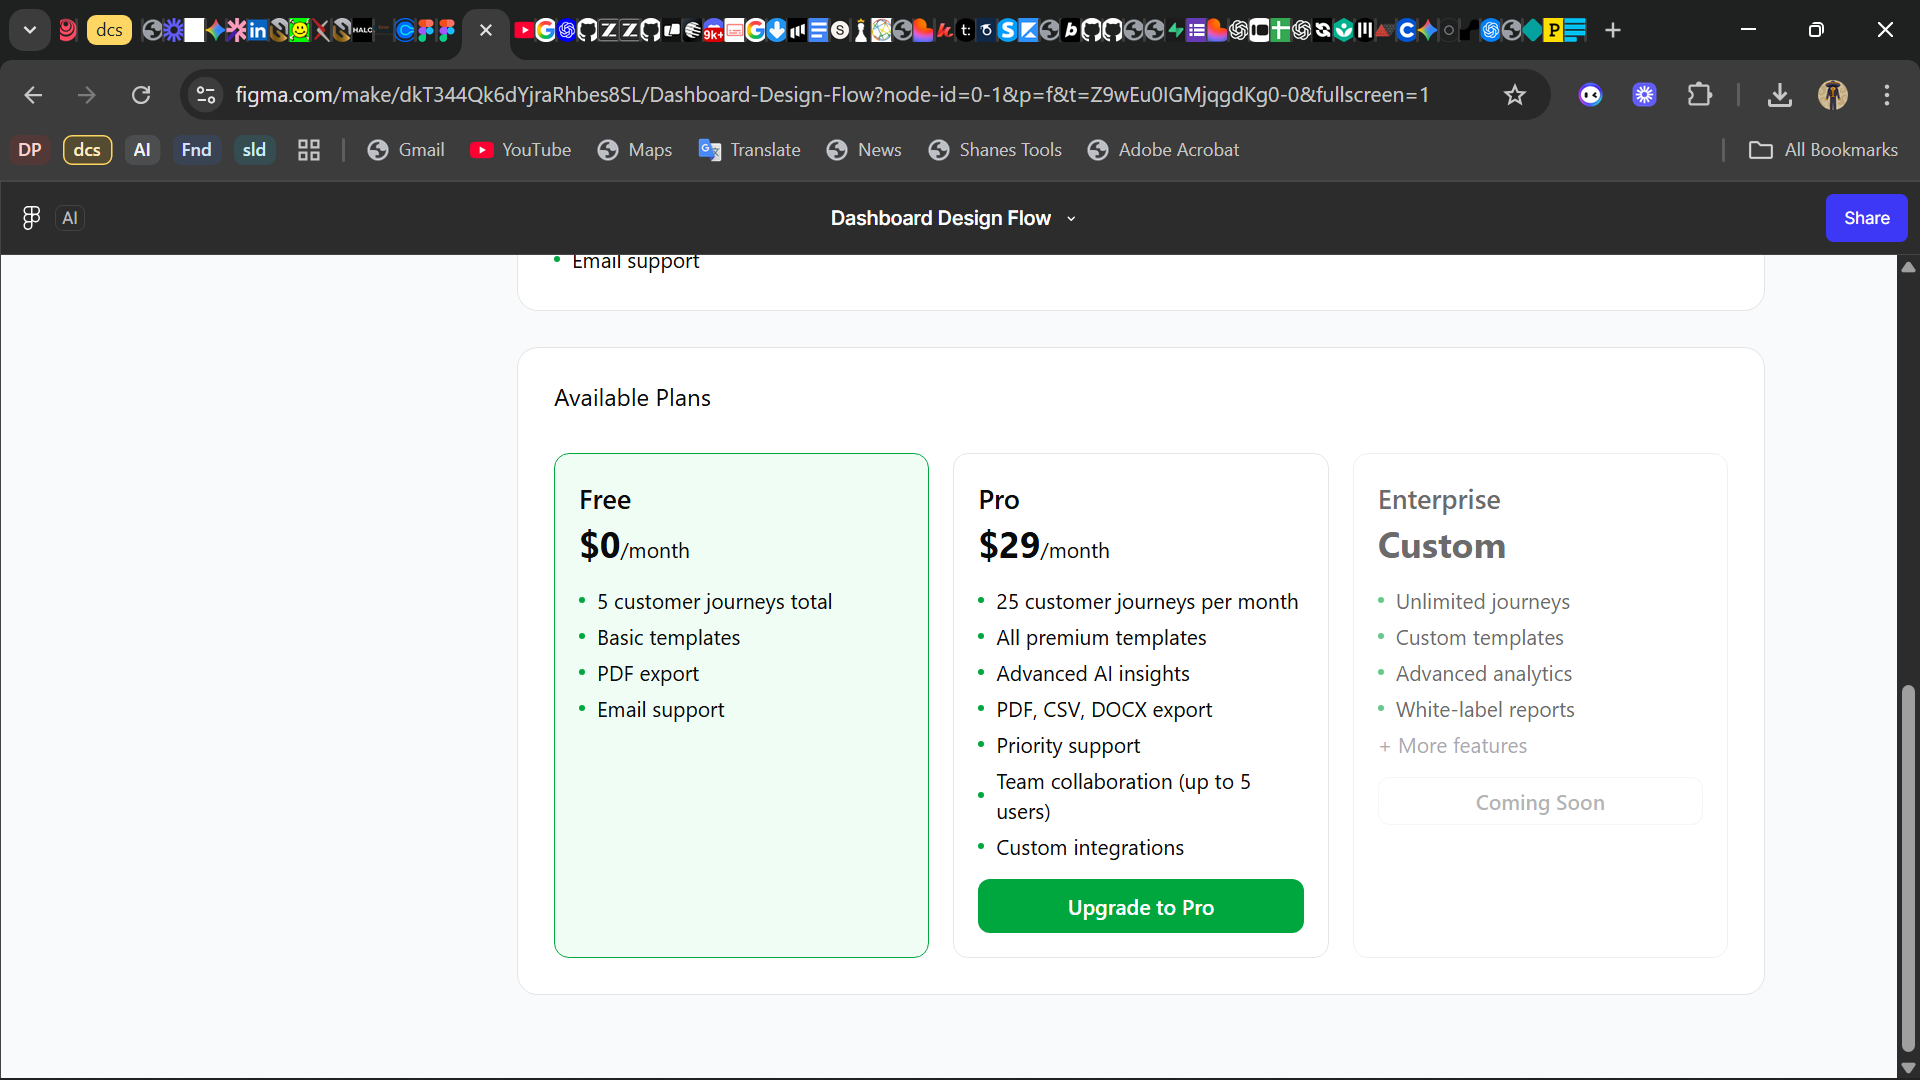 dcs
9k+
figma.com/make/dkT344Qk6dYjraRhbes8SL/Dashboard-Design-Flow?node-id=0-1&p=f&t=Z9wEu0IGMjqgdKg0-0&fullscreen=1
DP
dcs
AI
Fnd
sld
Gmail
YouTube
Maps
Translate
News
Shanes Tools
Adobe Acrobat
All Bookmarks
AI
Dashboard Design Flow
Share
• Email support
Available Plans
Free
$0/month
• 5 customer journeys total
• Basic templates
• PDF export
• Email support
Pro
$29/month
• 25 customer journeys per month
• All premium templates
• Advanced AI insights
• PDF, CSV, DOCX export
• Priority support
• Team collaboration (up to 5
users)
• Custom integrations
Upgrade to Pro
Enterprise
Custom
• Unlimited journeys
• Custom templates
• Advanced analytics
• White-label reports
+ More features
Coming Soon